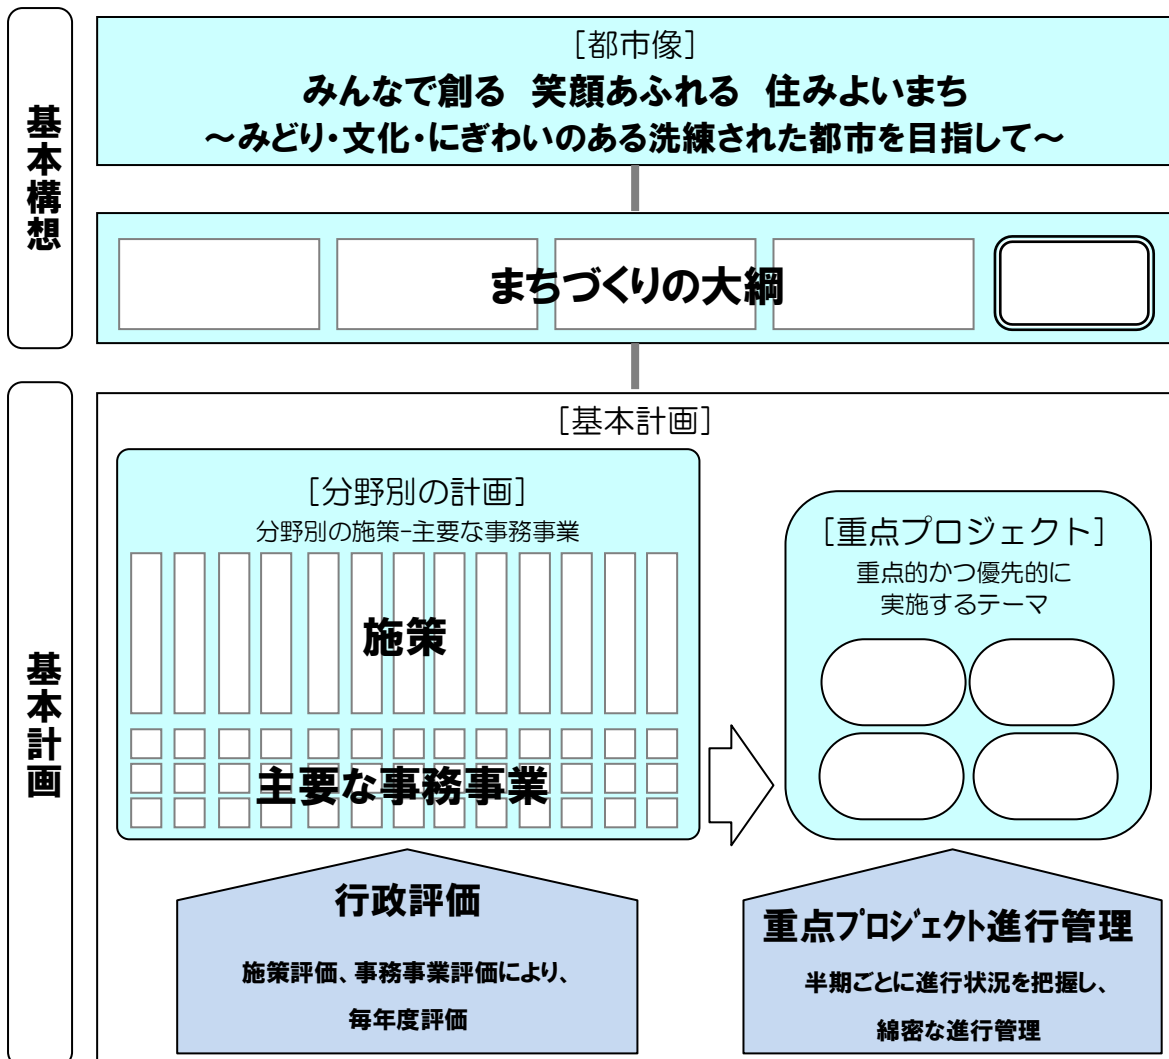 基本構想
[都市像]
みんなで創る 笑顔あふれる 住みよいまち
～みどり・文化・にぎわいのある洗練された都市を目指して～
まちづくりの大綱
基本計画
[基本計画]
[分野別の計画]
分野別の施策-主要な事務事業
施策
主要な事務事業
[重点プロジェクト]
重点的かつ優先的に
実施するテーマ
行政評価
施策評価、事務事業評価により、
毎年度評価
重点プロジェクト進行管理
半期ごとに進行状況を把握し、
綿密な進行管理